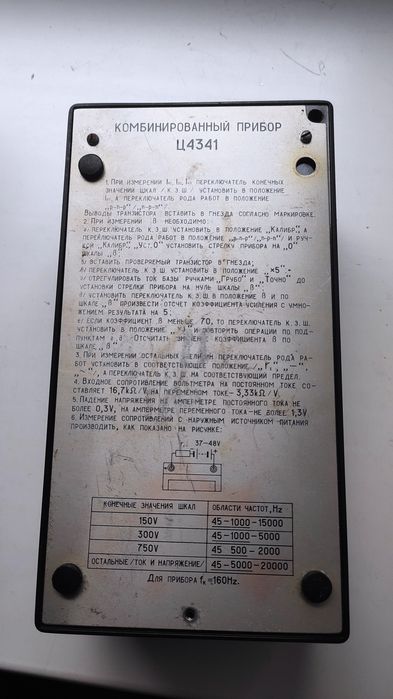 КОМБИНИРОВАННЫЙ ПРИБОР
Ц4341
1. ПРИ ИЗМЕРЕНИИ ПЕРЕКЛЮЧАТЕЛЬ КОНЕЧНЫХ
ЗНАЧЕНИЙ ШКАЛ УСТАНОВИТЬ В ПОЛОЖЕНИЕ
А ПЕРЕКЛЮЧАТЕЛЬ РОДА РАБОТ В ПОЛОЖЕНИЕ
„p-n-p"/„n-p-n"/
ВЫВОДЫ ТРАНЗИСТОРА ВСТАВИТЬ В ГНЕЗДА СОГЛАСНО МАРКИРОВКЕ.
2. ПРИ ИЗМЕРЕНИИ β НЕОБХОДИМО:
ПЕРЕКЛЮЧАТЕЛЬ К.З.Ш. УСТАНОВИТЬ В ПОЛОЖЕНИЕ „КАЛИБР", А
ПЕРЕКЛЮЧАТЕЛЬ РОДА РАБОТ В ПОЛОЖЕНИЕ „p-n-p"/„n-p-n"/ И РУЧ-
КОЙ „КАЛИБР", „УСТ.0" УСТАНОВИТЬ СТРЕЛКУ ПРИБОРА НА „0"
ШКАЛЫ „β";
ВСТАВИТЬ ПРОВЕРЯЕМЫЙ ТРАНЗИСТОР В ГНЕЗДА;
ПЕРЕКЛЮЧАТЕЛЬ К.З.Ш. УСТАНОВИТЬ В ПОЛОЖЕНИЕ „×5";
ОТРЕГУЛИРОВАТЬ ТОК БАЗЫ РУЧКАМИ „ГРУБО" И „ТОЧНО" ДО
УСТАНОВКИ СТРЕЛКИ ПРИБОРА НА НУЛЬ ШКАЛЫ „β"
УСТАНОВИТЬ ПЕРЕКЛЮЧАТЕЛЬ К.З.Ш. В ПОЛОЖЕНИЕ β И ПО
ШКАЛЕ „β" ПРОИЗВЕСТИ ОТСЧЕТ КОЭФФИЦИЕНТА УСИЛЕНИЯ С УМНО-
ЖЕНИЕМ РЕЗУЛЬТАТА НА 5;
ЕСЛИ КОЭФФИЦИЕНТ β МЕНЬШЕ 70, ТО ПЕРЕКЛЮЧАТЕЛЬ К.З.Ш.
УСТАНОВИТЬ В ПОЛОЖЕНИЕ И ПОВТОРИТЬ ОПЕРАЦИИ ПО ПОД-
ПУНКТАМ ОТСЧИТАТЬ КОЭФФИЦИЕНТА β ПО
ШКАЛЕ „β"
3. ПРИ ИЗМЕРЕНИИ ОСТАЛЬНЫХ ВЕЛИЧИН ПЕРЕКЛЮЧАТЕЛЬ РОДА РА-
БОТ УСТАНОВИТЬ В СООТВЕТСТВУЮЩЕЕ ПОЛОЖЕНИЕ
А ПЕРЕКЛЮЧАТЕЛЬ К.З.Ш. НА СООТВЕТСТВУЮЩИЙ ПРЕДЕЛ.
4. ВХОДНОЕ СОПРОТИВЛЕНИЕ ВОЛЬТМЕТРА НА ПОСТОЯННОМ ТОКЕ СО-
СТАВЛЯЕТ 16,7kΩ/V НА ПЕРЕМЕННОМ ТОКЕ-3,33kΩ/V.
5. ПАДЕНИЕ НАПРЯЖЕНИЯ НА АМПЕРМЕТРЕ ПОСТОЯННОГО ТОКА НЕ
БОЛЕЕ 0,3V, НА АМПЕРМЕТРЕ ПЕРЕМЕННОГО ТОКА-НЕ БОЛЕЕ 1,3V.
6. ИЗМЕРЕНИЕ СОПРОТИВЛЕНИЙ С НАРУЖНЫМ ИСТОЧНИКОМ ПИТАНИЯ
ПРОИЗВОДИТЬ, КАК ПОКАЗАНО НА РИСУНКЕ:
37-48V
КОНЕЧНЫЕ ЗНАЧЕНИЯ ШКАЛ ОБЛАСТИ ЧАСТОТ, Hz
150V 45-1000-15000
300V 45-1000-5000
750V 45 500-2000
ОСТАЛЬНЫЕ/ТОК И НАПРЯЖЕНИЕ/ 45-5000-20000
ДЛЯ ПРИБОРА fк=160Hz.